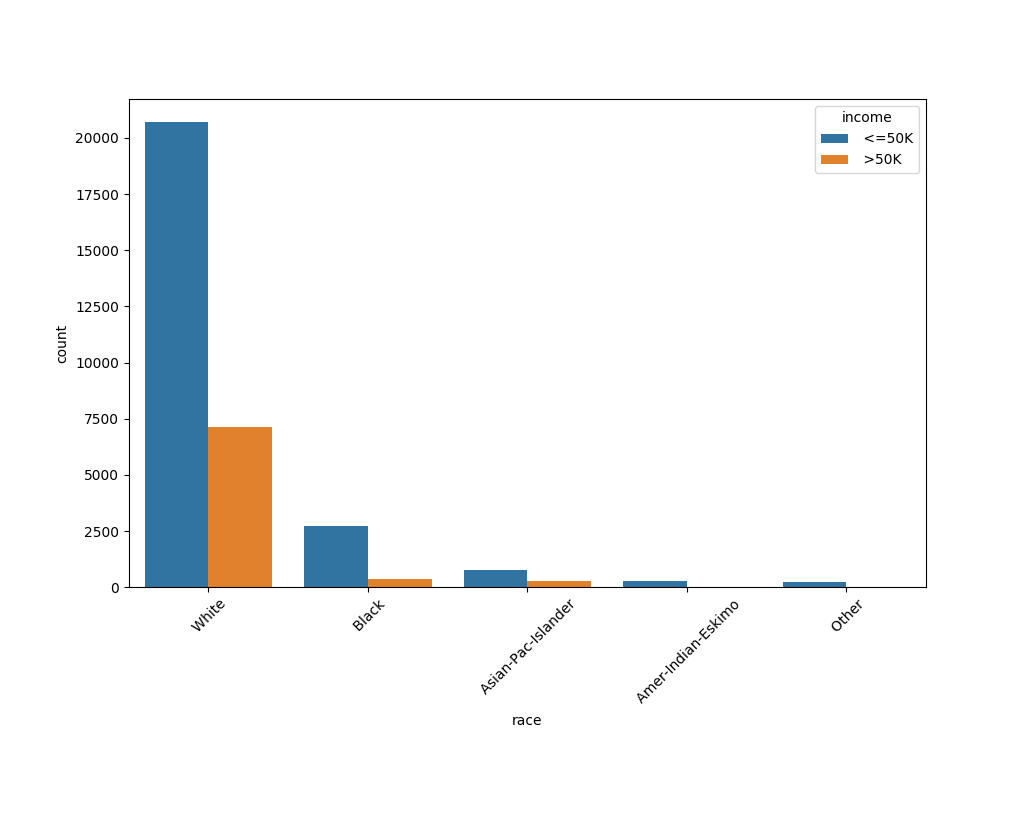 income
<=50K
>50K
20000
17500
15000
12500
10000
7500
5000
2500
0
count
White
Black
Asian-Pac-Islander
Amer-Indian-Eskimo
Other
race